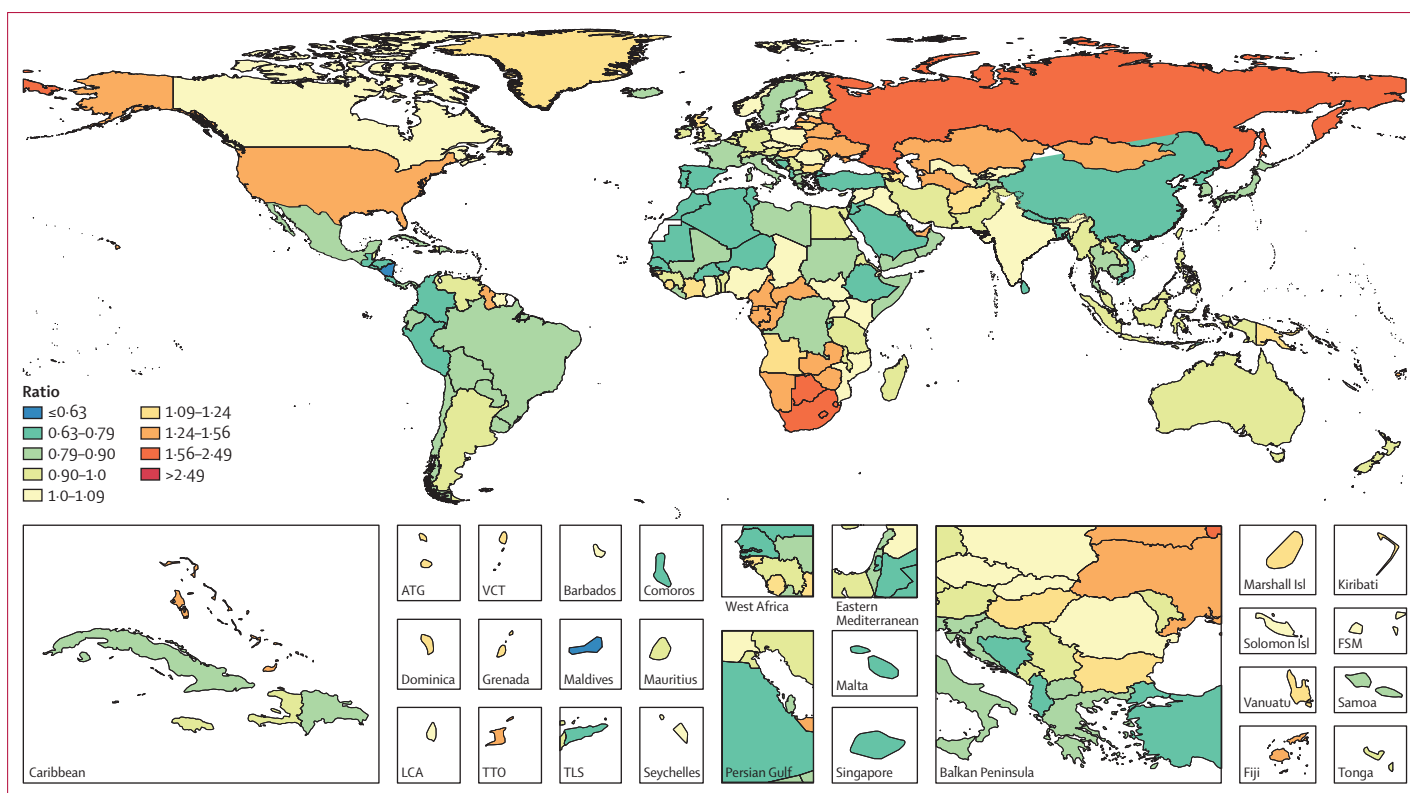 Ratio
≤0·63
0·63–0·79
0·79–0·90
0·90–1·0
1·0–1·09
1·09–1·24
1·24–1·56
1·56–2·49
>2·49
Caribbean
ATG
VCT
Barbados
Comoros
Dominica
Grenada
Maldives
Mauritius
LCA
TTO
TLS
Seychelles
West Africa
Eastern
Mediterranean
Persian Gulf
Malta
Singapore
Balkan Peninsula
Marshall Isl
Kiribati
Solomon Isl
FSM
Vanuatu
Samoa
Fiji
Tonga